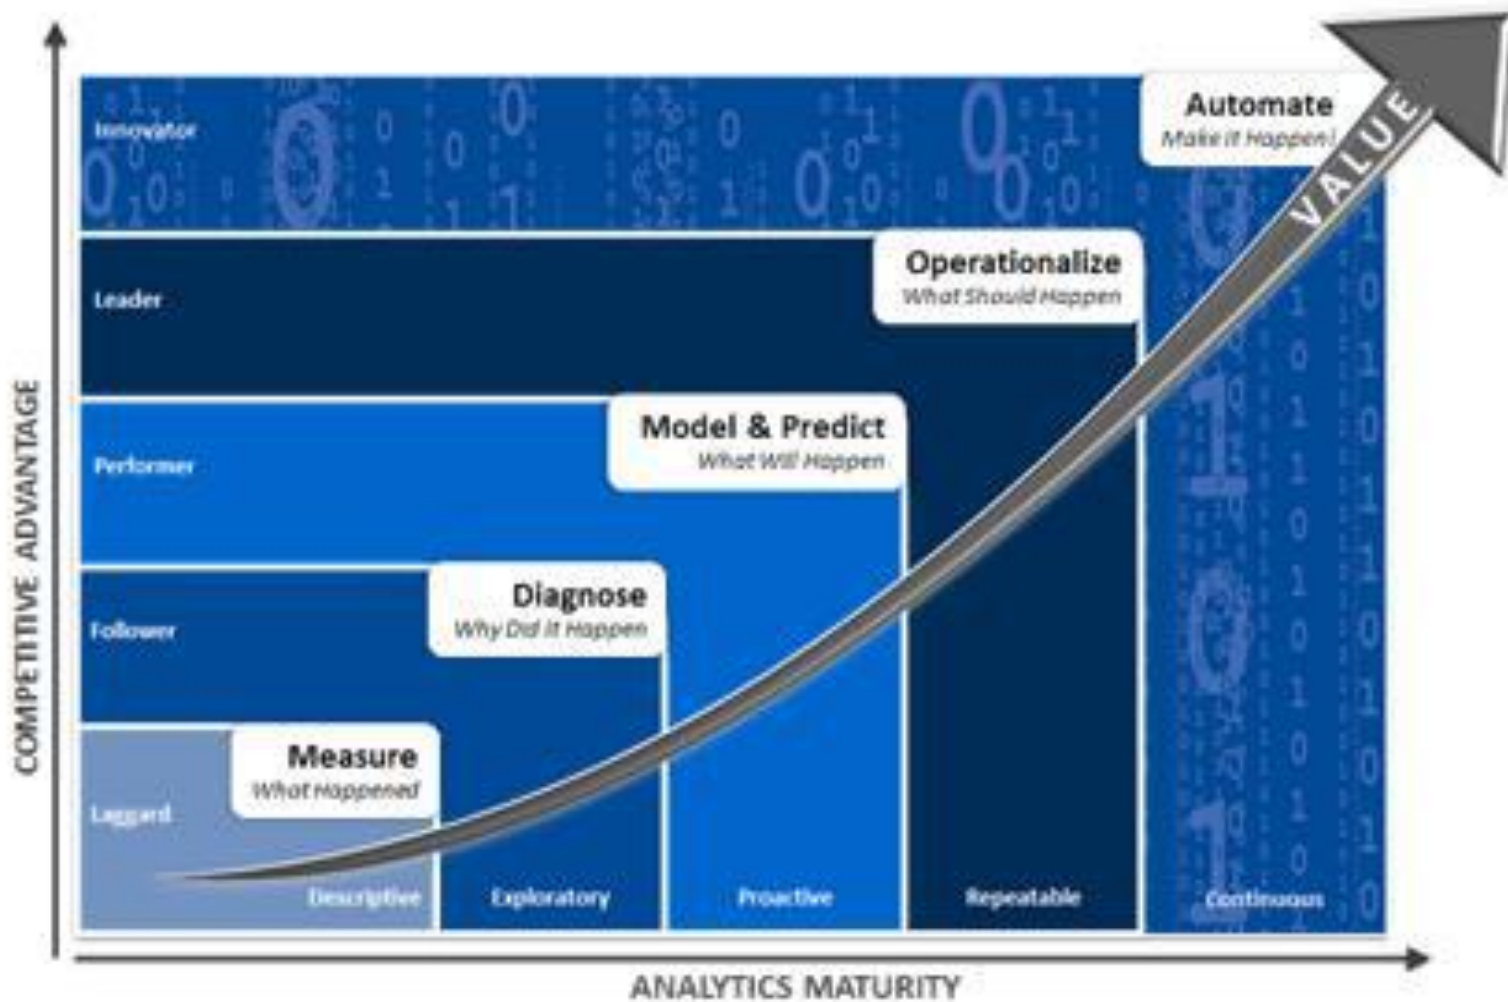 Innovator
Automate
Make It Happen!
VALUE
Leader
Operationalize
What Should Happen
Performer
Model & Predict
What Will Happen
Follower
Diagnose
Why Did It Happen
Laggard
Measure
What Happened
Descriptive
Exploratory
Proactive
Repeatable
Continuous
COMPETITIVE ADVANTAGE
ANALYTICS MATURITY